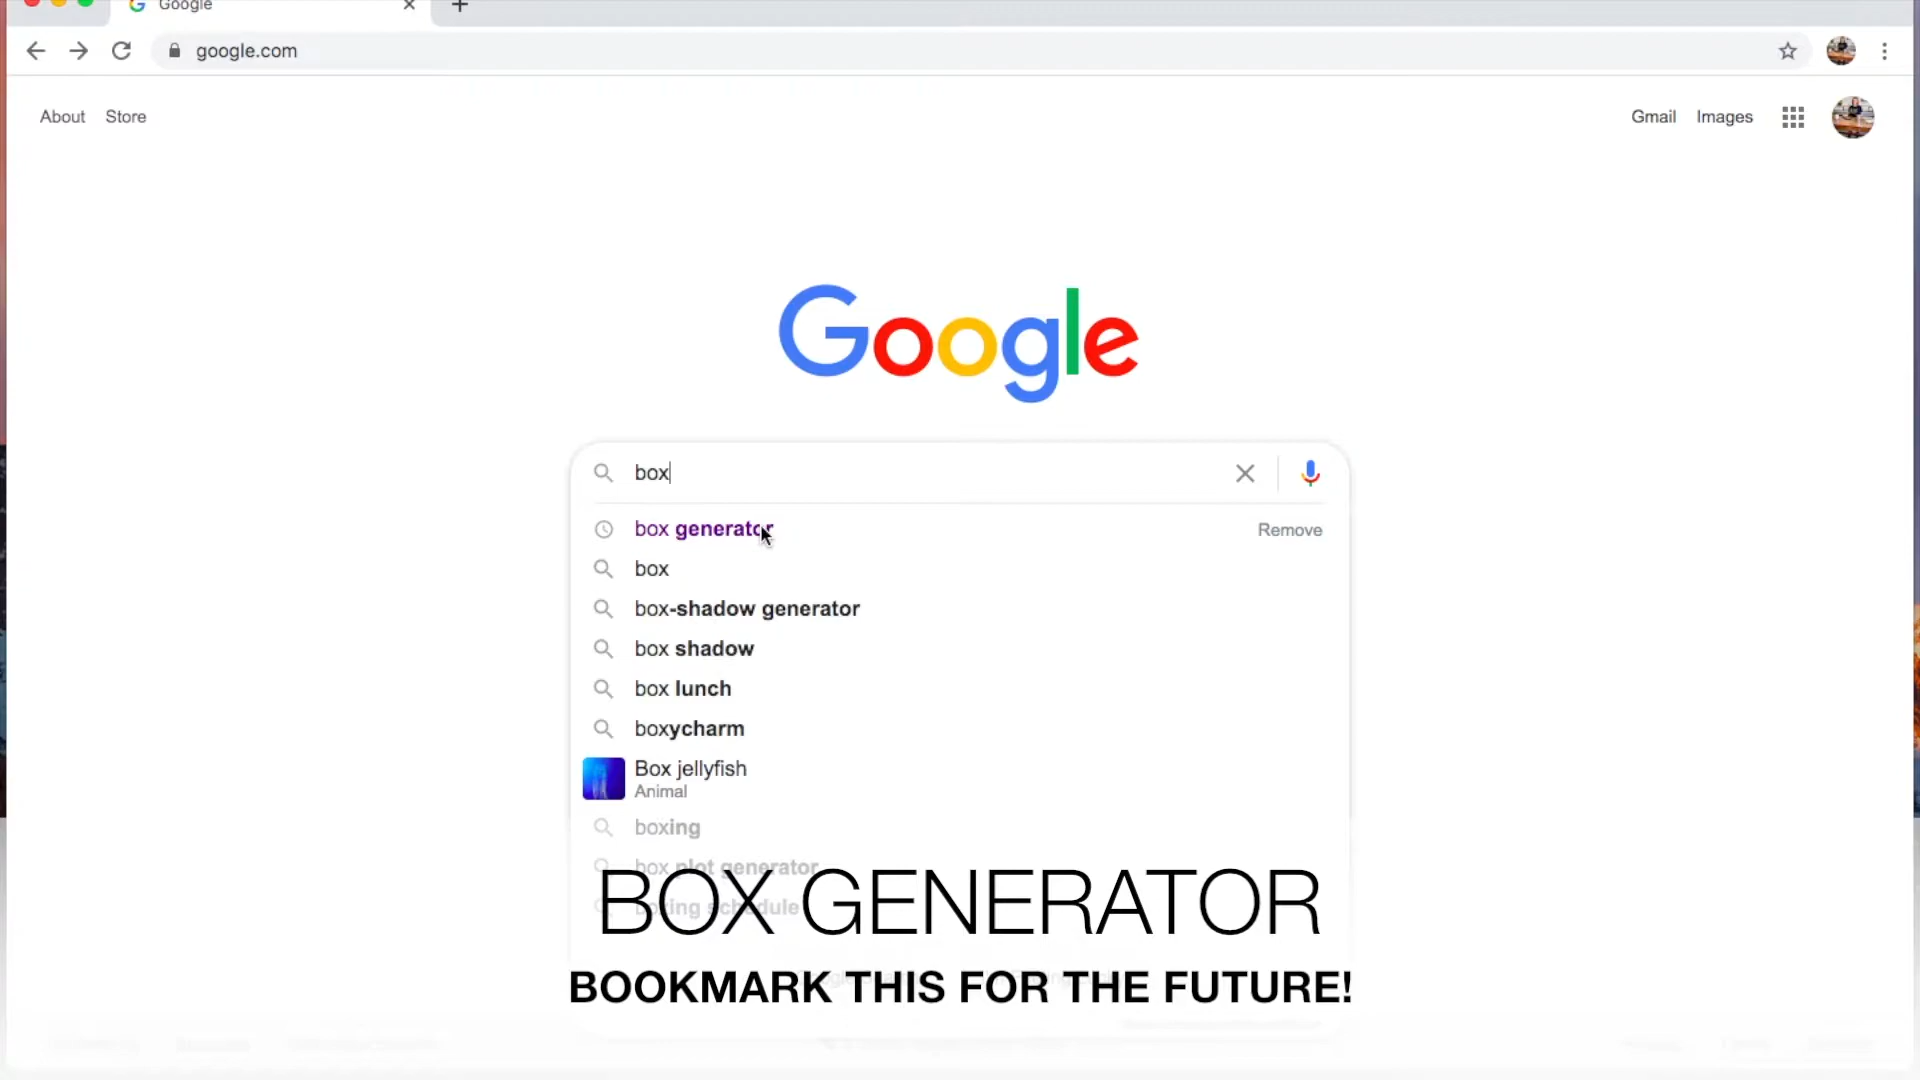 Google
google.com
About Store
Gmail Images
Google
box
box generator
Remove
box
box-shadow generator
box shadow
box lunch
boxycharm
Box jellyfish
Animal
boxing
box plot generator
boxing schedule
BOX GENERATOR
BOOKMARK THIS FOR THE FUTURE!